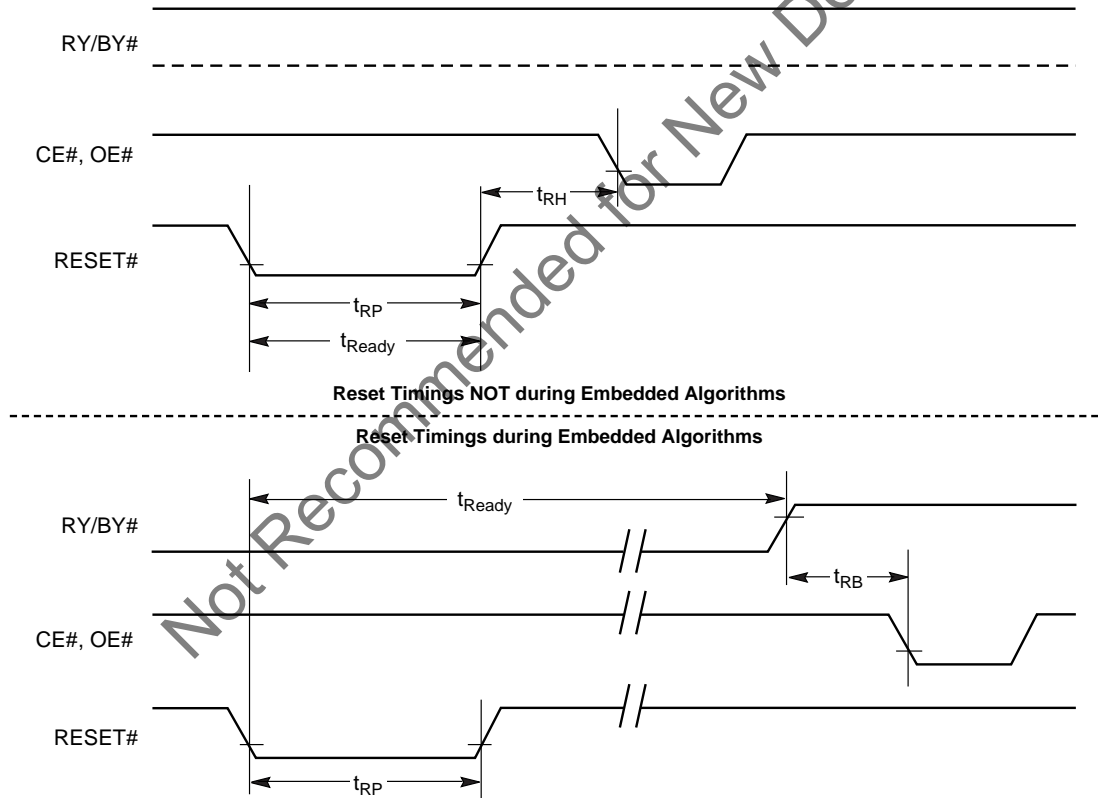 RY/BY#
CE#, OE#
tRH
RESET#
tRP
tReady
Reset Timings NOT during Embedded Algorithms
Reset Timings during Embedded Algorithms
tReady
RY/BY#
tRB
CE#, OE#
RESET#
tRP
Not Recommended for New